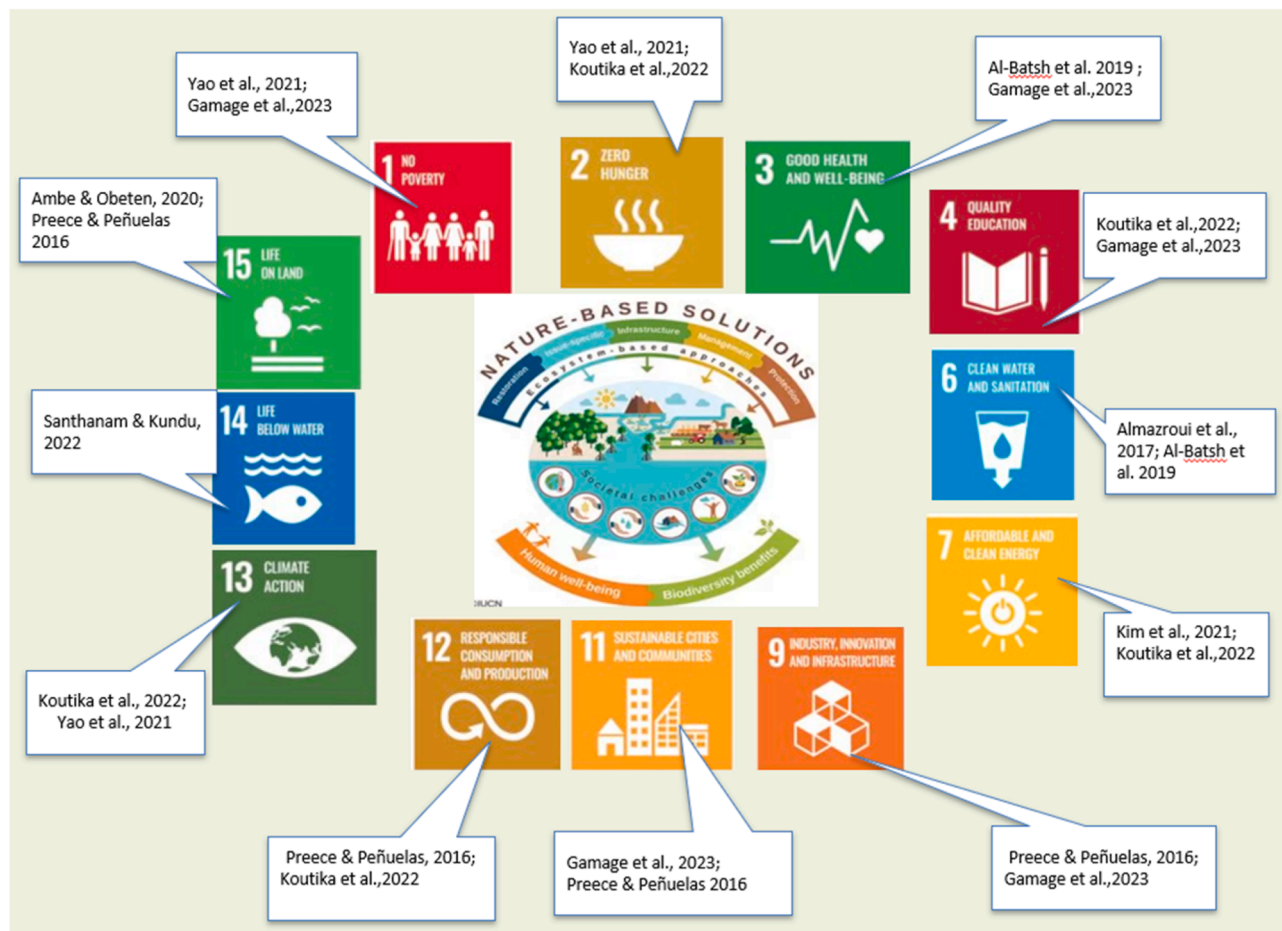 Yao et al., 2021;
Gamage et al.,2023
Yao et al., 2021;
Koutika et al.,2022
Al-Batsh et al. 2019 ;
Gamage et al.,2023
Ambe & Obeten, 2020;
Preece & Peñuelas
2016
1 NO
POVERTY
2 ZERO
HUNGER
3 GOOD HEALTH
AND WELL-BEING
4 QUALITY
EDUCATION
Koutika et al.,2022;
Gamage et al.,2023
15 LIFE
ON LAND
NATURE-BASED SOLUTIONS
Restoration
Issue-specific
Infrastructure
Management
Protection
Ecosystem-based approaches
Societal challenges
Human well-being
Biodiversity benefits
IUCN
6 CLEAN WATER
AND SANITATION
Almazroui et al.,
2017; Al-Batsh et
al. 2019
Santhanam & Kundu,
2022
14 LIFE
BELOW WATER
7 AFFORDABLE AND
CLEAN ENERGY
Kim et al., 2021;
Koutika et al.,2022
13 CLIMATE
ACTION
Koutika et al., 2022;
Yao et al., 2021
12 RESPONSIBLE
CONSUMPTION
AND PRODUCTION
11 SUSTAINABLE CITIES
AND COMMUNITIES
9 INDUSTRY, INNOVATION
AND INFRASTRUCTURE
Preece & Peñuelas, 2016;
Koutika et al.,2022
Gamage et al., 2023;
Preece & Peñuelas 2016
Preece & Peñuelas, 2016;
Gamage et al.,2023